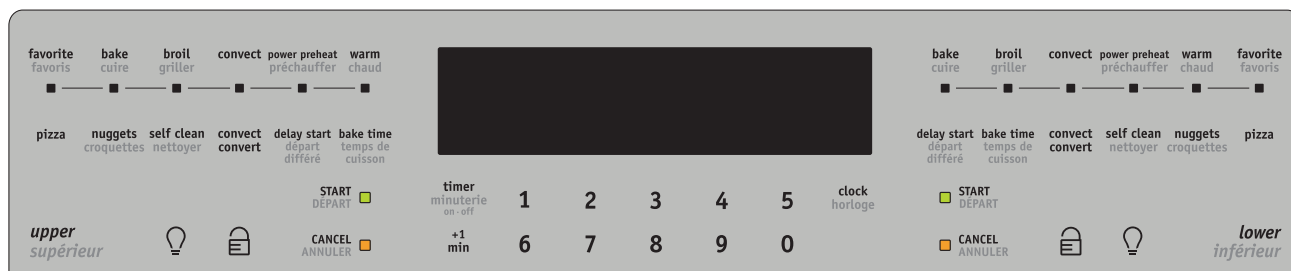 favorite bake broil convect power preheat warm
favoris cuire griller préchauffer chaud
pizza nuggets self clean convect delay start bake time
croquettes nettoyer convert départ temps de
différé cuisson
START
DÉPART
upper
supérieur
CANCEL
ANNULER
timer
minuterie
on - off
1 2 3 4 5
clock
horloge
+1
min
6 7 8 9 0
bake broil convect power preheat warm favorite
cuire griller préchauffer chaud favoris
delay start bake time convect self clean nuggets pizza
départ temps de convert nettoyer croquettes
différé cuisson
START
DÉPART
CANCEL
ANNULER
lower
inférieur